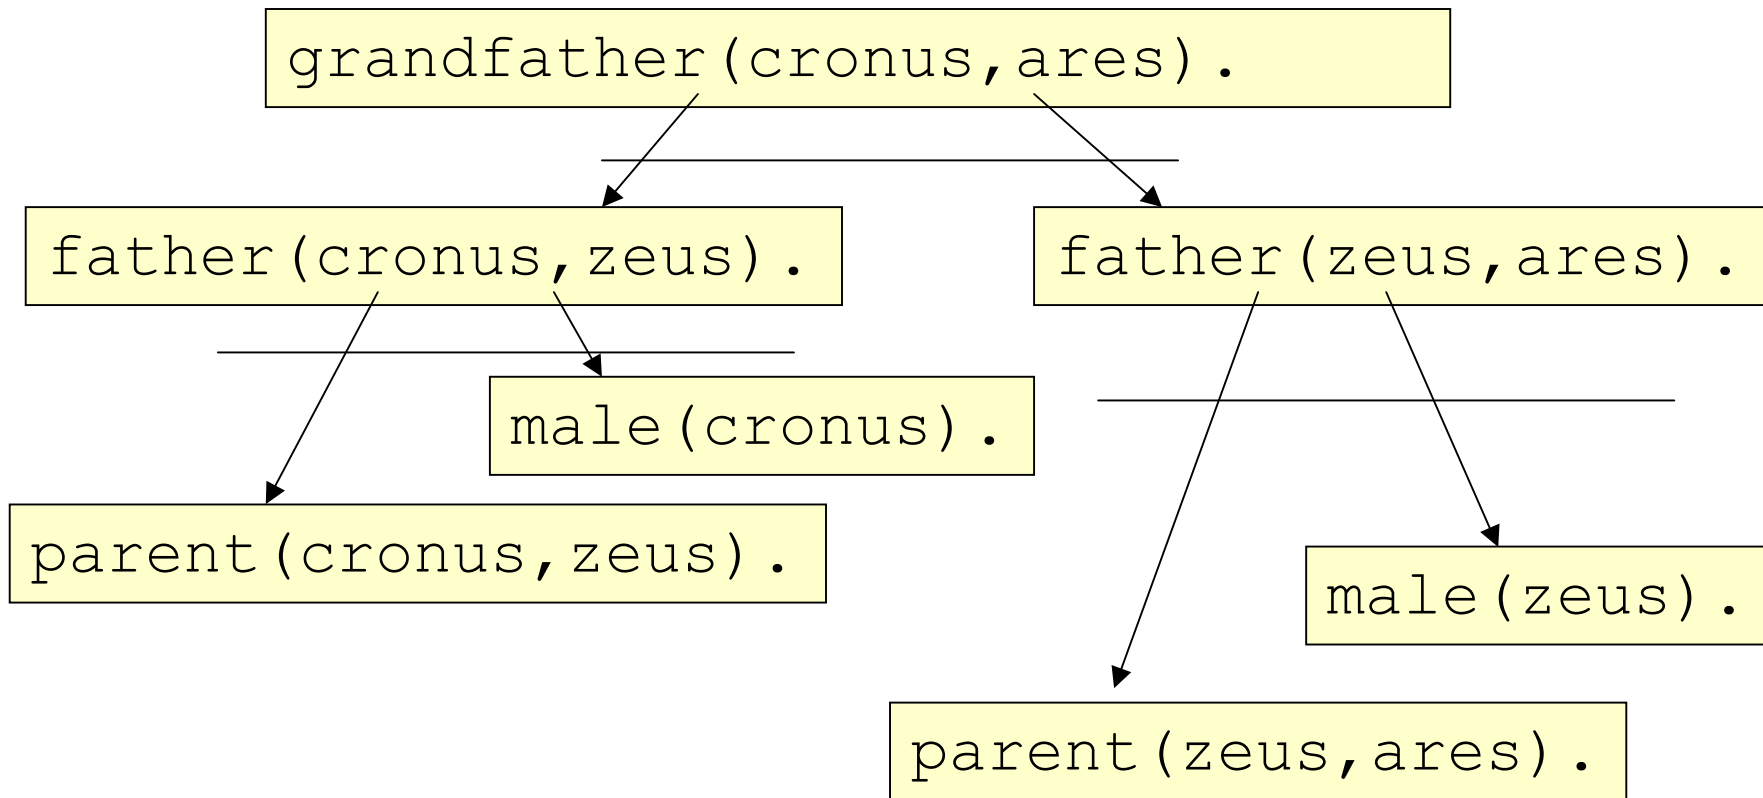 grandfather(cronus,ares).
father(cronus,zeus).
father(zeus,ares).
male(cronus).
parent(cronus,zeus).
male(zeus).
parent(zeus,ares).